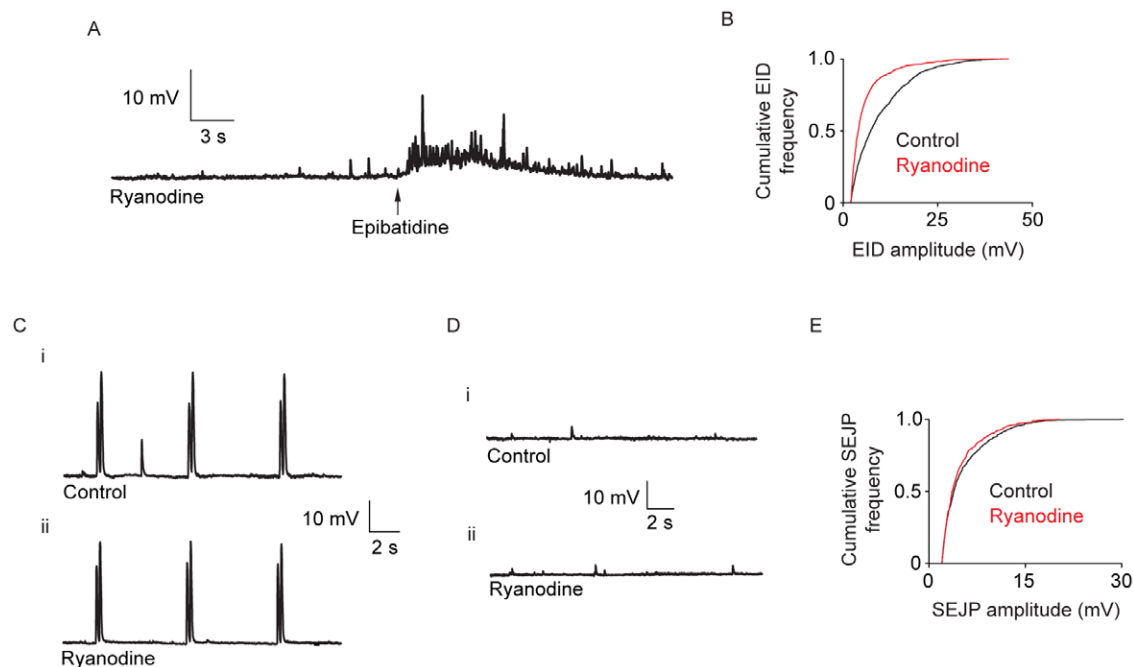 A
10 mV
3 s
Ryanodine
Epibatidine
B
Cumulative EID
frequency
1.0
0.5
0
Control
Ryanodine
0
25
50
EID amplitude (mV)
C
i
Control
ii
10 mV
2 s
Ryanodine
D
i
Control
10 mV
2 s
ii
Ryanodine
E
Cumulative SEJP
frequency
1.0
0.5
0
Control
Ryanodine
0
15
30
SEJP amplitude (mV)